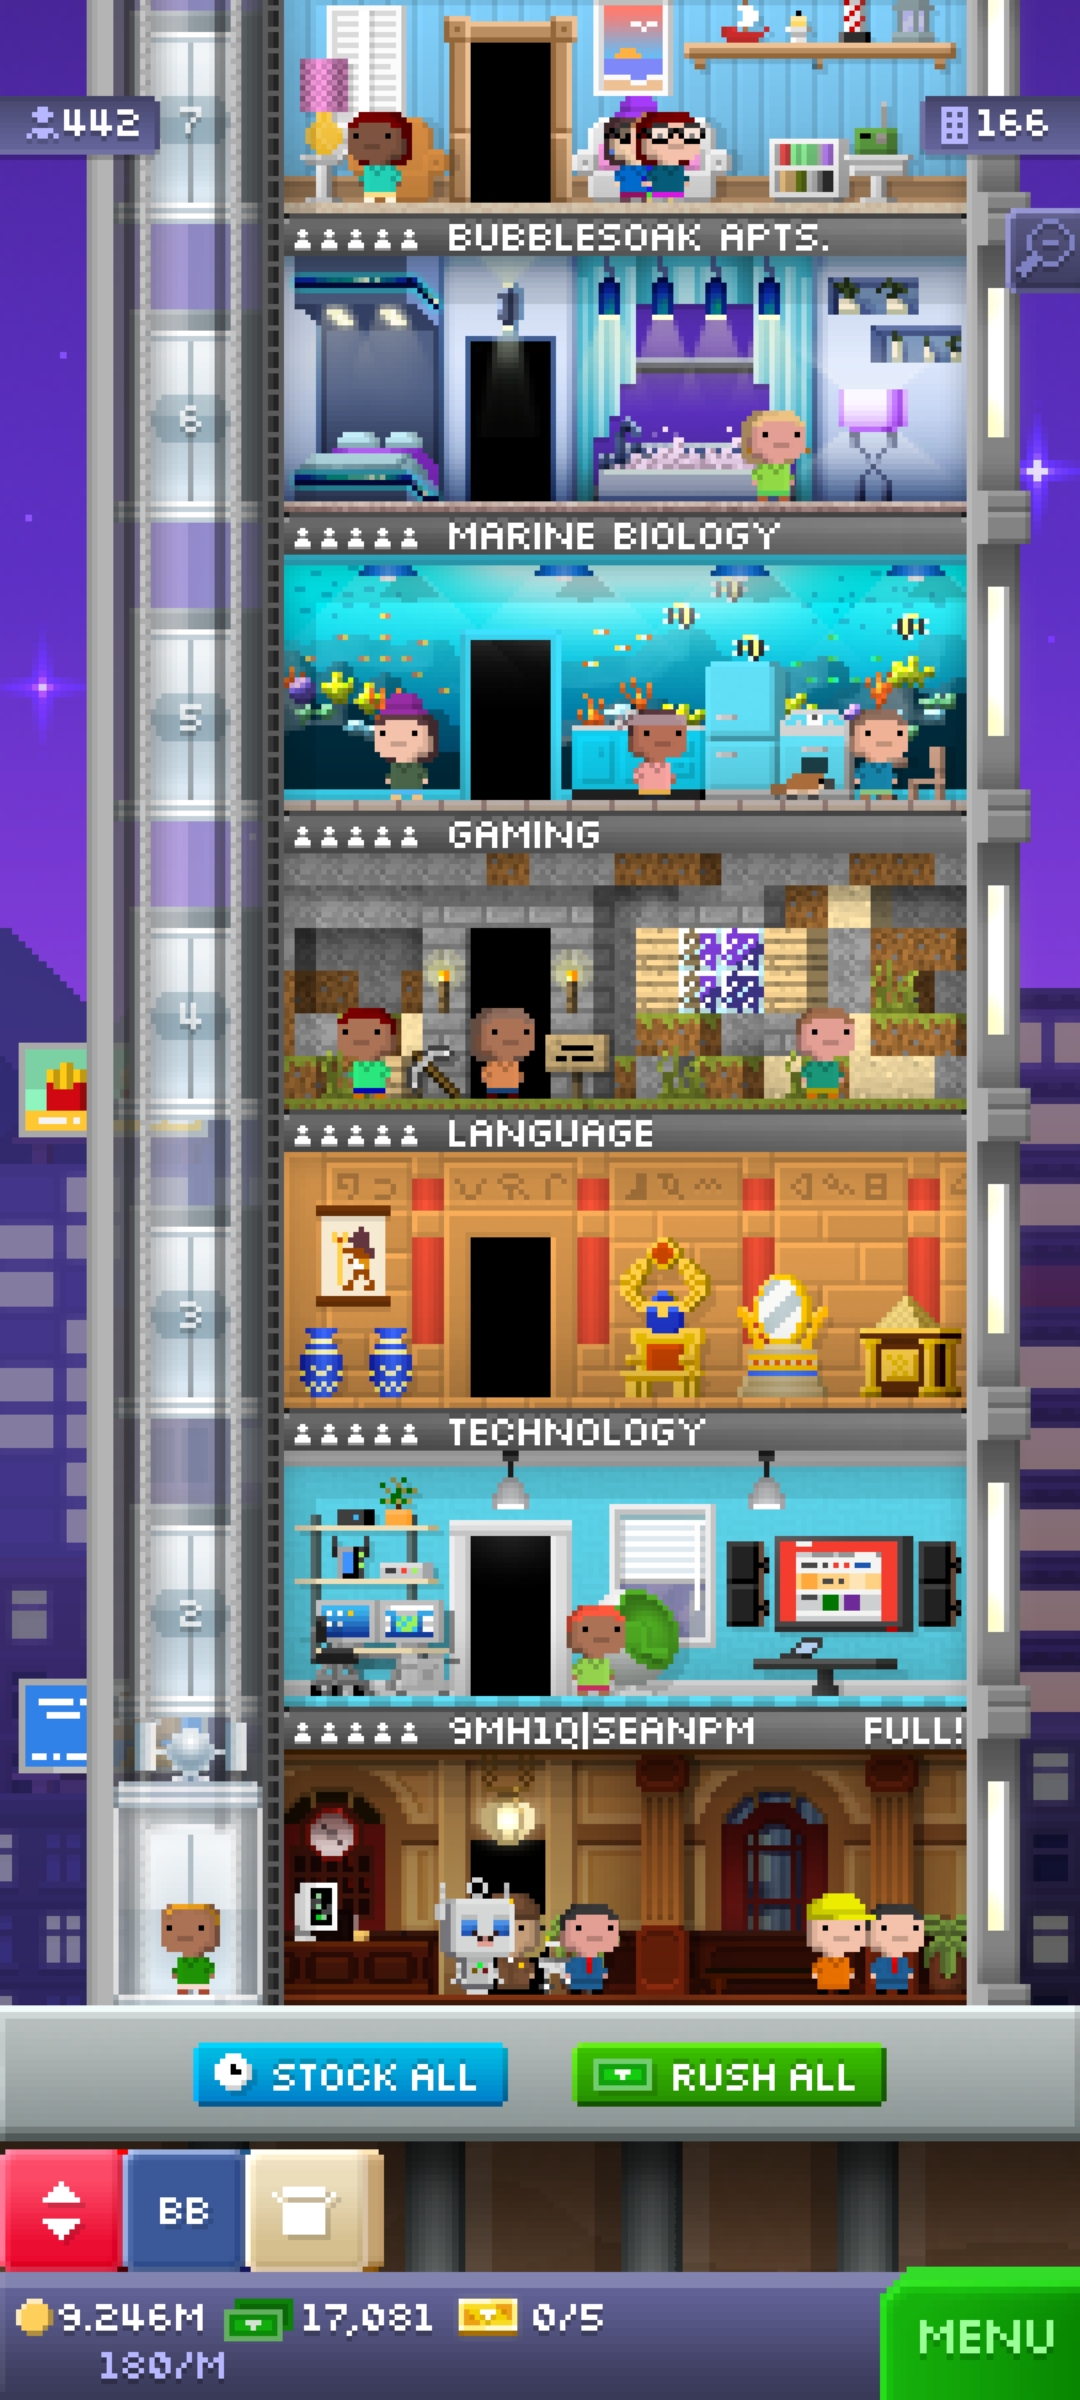 7
442
166
BUBBLESOAK APTS.
6
MARINE BIOLOGY
5
GAMING
4
LANGUAGE
3
TECHNOLOGY
2
9MH1Q|SEANPM FULL!
STOCK ALL
RUSH ALL
BB
9.246M 17,081 0/5
180/M
MENU